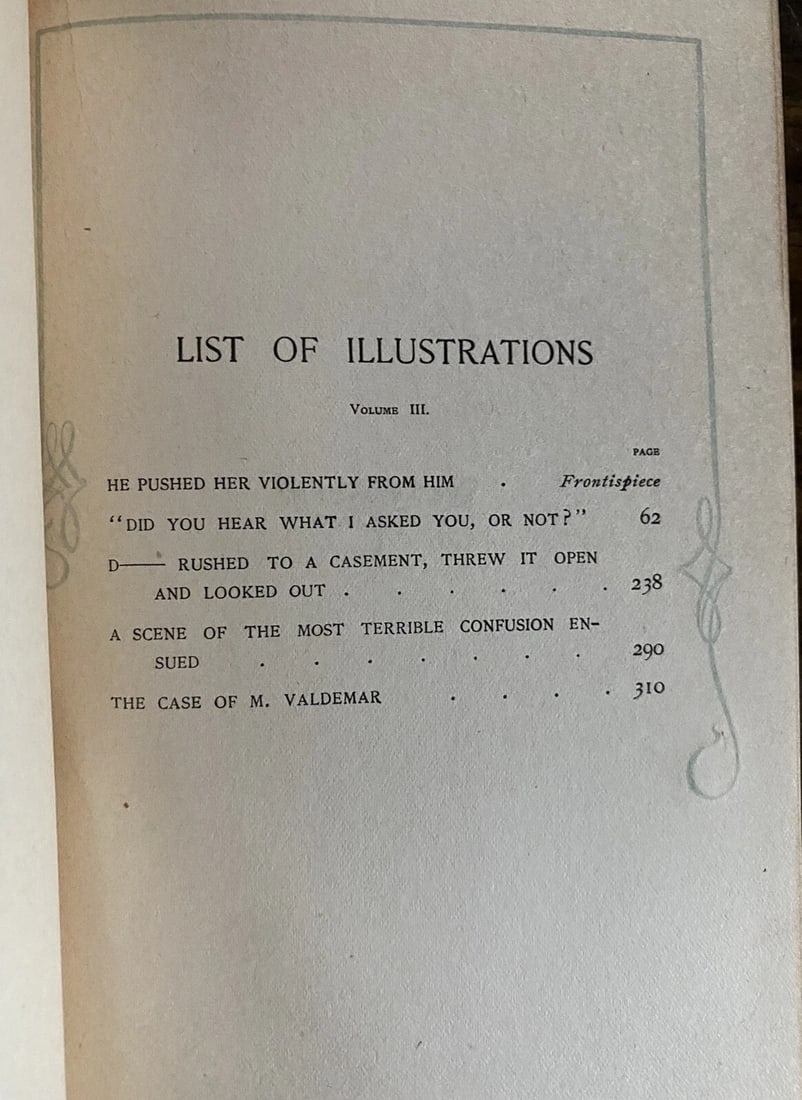 LIST OF ILLUSTRATIONS
VOLUME III.
PAGE
HE PUSHED HER VIOLENTLY FROM HIM . Frontispiece
“DID YOU HEAR WHAT I ASKED YOU, OR NOT?” 62
D—— RUSHED TO A CASEMENT, THREW IT OPEN
AND LOOKED OUT . . . . . . 238
A SCENE OF THE MOST TERRIBLE CONFUSION EN-
SUED . . . . . . . 290
THE CASE OF M. VALDEMAR . . . . 310